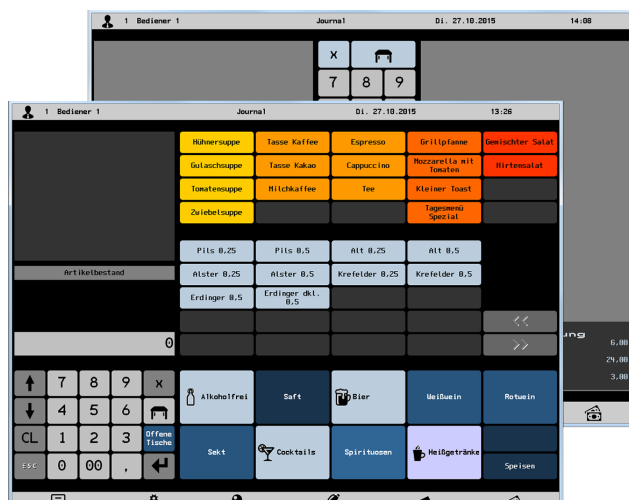 1 Bediener 1 Journal Di. 27.10.2015 14:08
x
7 8 9
1 Bediener 1 Journal Di. 27.10.2015 13:26
Hühnersuppe Tasse Kaffee Espresso Grillpfanne Gemischter Salat
Gulaschsuppe Tasse Kakao Cappuccino Mozzarella mit Tomaten Hirtensalat
Tomatensuppe Milchkaffee Tee Kleiner Toast
Zwiebelsuppe Tagesmenü Spezial
Pils 0,25 Pils 0,5 Alt 0,25 Alt 0,5
Artikelbestand
Alster 0,25 Alster 0,5 Krefelder 0,25 Krefelder 0,5
Erdinger 0,5 Erdinger dkl. 0,5
<<
0
>>
ung
6,00
24,00
3,00
7 8 9 x
Alkoholfrei Saft Bier Weißwein Rotwein
4 5 6
CL 1 2 3 Offene Tische
Sekt Cocktails Spirituosen Heißgetränke
ESC 0 00 ,
Speisen